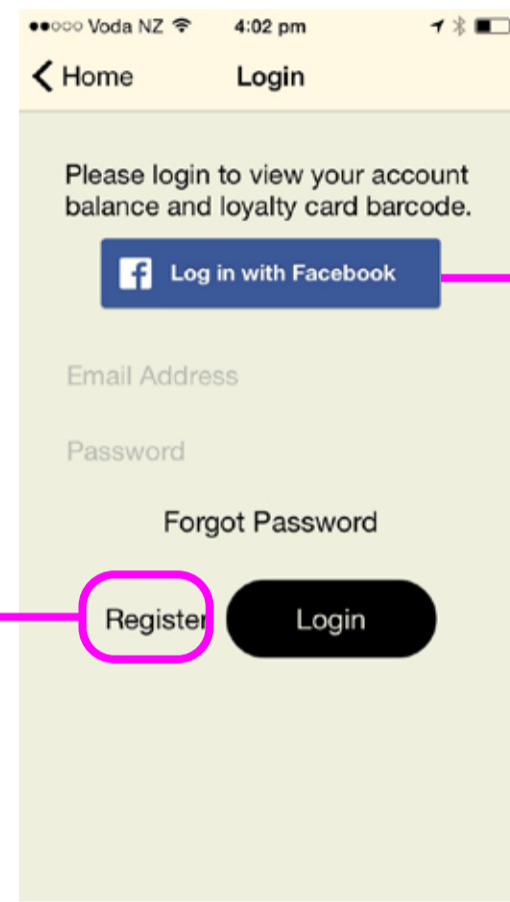 Voda NZ 4:02 pm
Home Login
Please login to view your account
balance and loyalty card barcode.
f Log in with Facebook
Email Address
Password
Forgot Password
Register Login